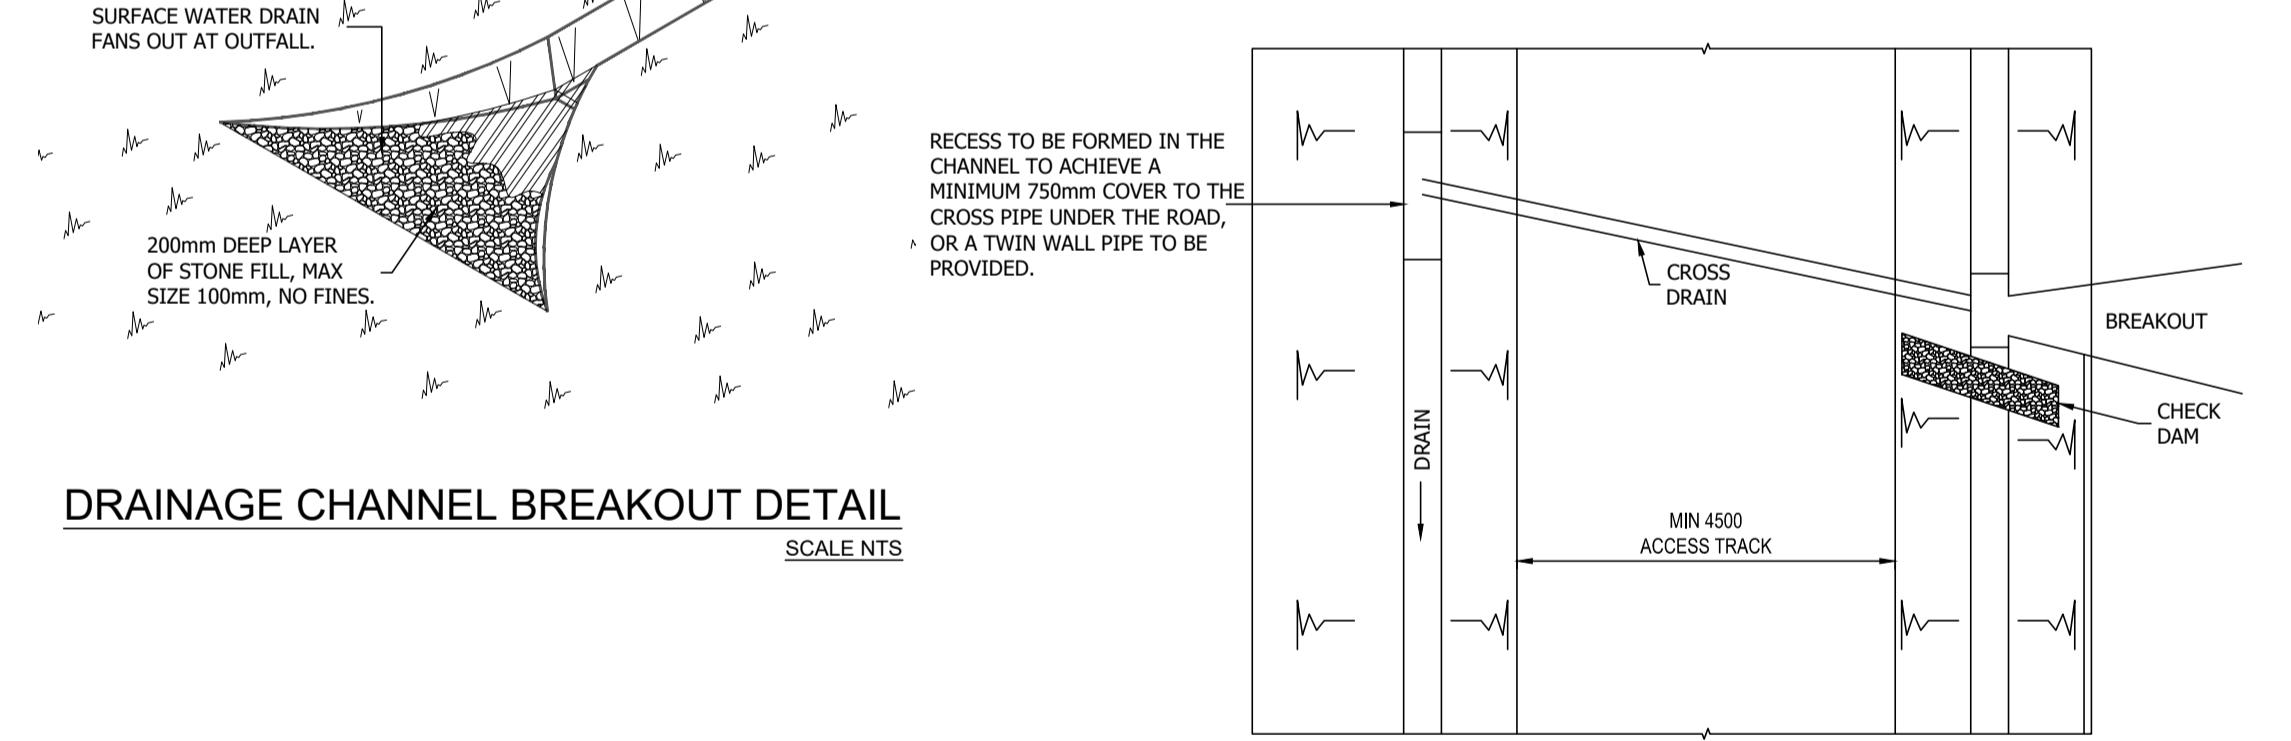 SURFACE WATER DRAIN
FANS OUT AT OUTFALL.
200mm DEEP LAYER
OF STONE FILL, MAX
SIZE 100mm, NO FINES.
DRAINAGE CHANNEL BREAKOUT DETAIL
SCALE NTS
RECESS TO BE FORMED IN THE
CHANNEL TO ACHIEVE A
MINIMUM 750mm COVER TO THE
CROSS PIPE UNDER THE ROAD,
OR A TWIN WALL PIPE TO BE
PROVIDED.
CROSS
DRAIN
BREAKOUT
CHECK
DAM
DRAIN
MIN 4500
ACCESS TRACK